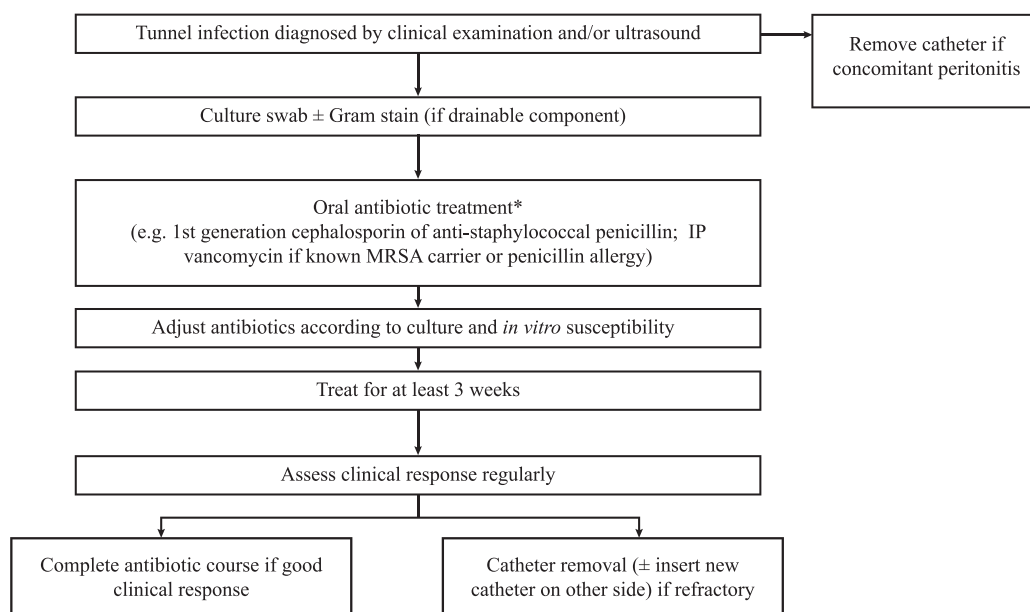 Tunnel infection diagnosed by clinical examination and/or ultrasound
Remove catheter if
concomitant peritonitis
Culture swab ± Gram stain (if drainable component)
Oral antibiotic treatment*
(e.g. 1st generation cephalosporin of anti-staphylococcal penicillin; IP
vancomycin if known MRSA carrier or penicillin allergy)
Adjust antibiotics according to culture and in vitro susceptibility
Treat for at least 3 weeks
Assess clinical response regularly
Complete antibiotic course if good
clinical response
Catheter removal (± insert new
catheter on other side) if refractory